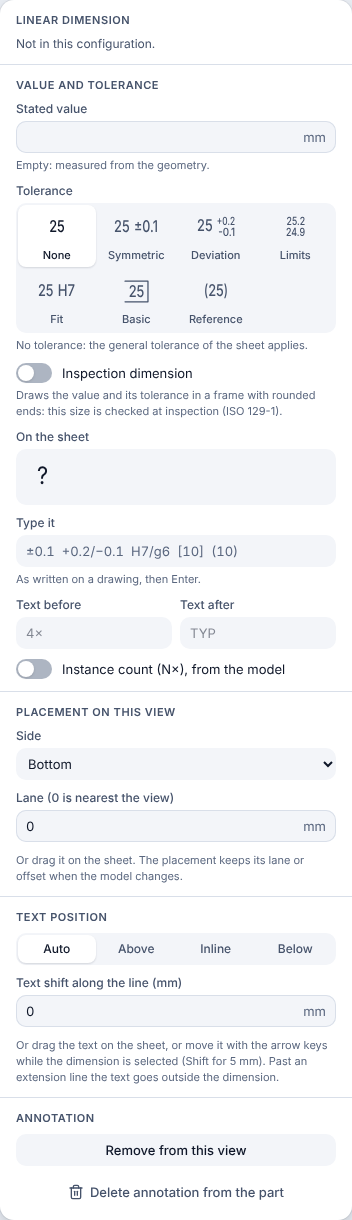 LINEAR DIMENSION
Not in this configuration.
VALUE AND TOLERANCE
Stated value
mm
Empty: measured from the geometry.
Tolerance
25 25 ±0.1 25 +0.2 -0.1 25.2 24.9
None Symmetric Deviation Limits
25 H7 25 (25)
Fit Basic Reference
No tolerance: the general tolerance of the sheet applies.
Inspection dimension
Draws the value and its tolerance in a frame with rounded
ends: this size is checked at inspection (ISO 129-1).
On the sheet
?
Type it
±0.1 +0.2/−0.1 H7/g6 [10] (10)
As written on a drawing, then Enter.
Text before Text after
4× TYP
Instance count (N×), from the model
PLACEMENT ON THIS VIEW
Side
Bottom
Lane (0 is nearest the view)
0 mm
Or drag it on the sheet. The placement keeps its lane or
offset when the model changes.
TEXT POSITION
Auto Above Inline Below
Text shift along the line (mm)
0 mm
Or drag the text on the sheet, or move it with the arrow keys
while the dimension is selected (Shift for 5 mm). Past an
extension line the text goes outside the dimension.
ANNOTATION
Remove from this view
Delete annotation from the part